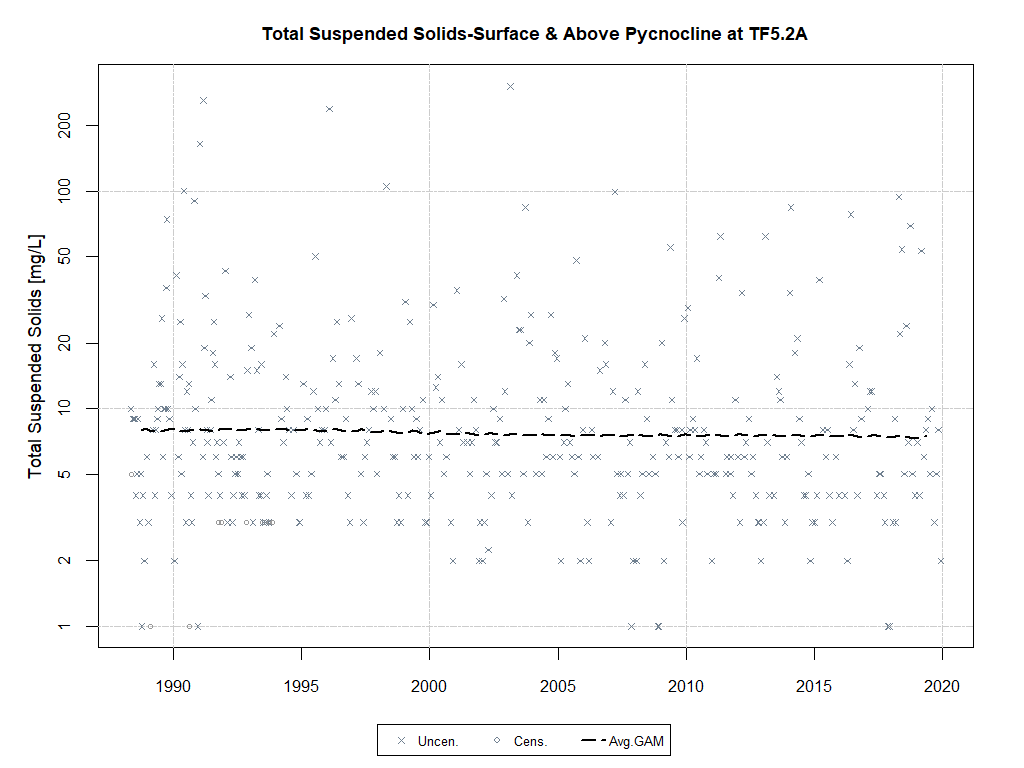 Total Suspended Solids-Surface & Above Pycnocline at TF5.2A
Total Suspended Solids [mg/L]
200
100
50
20
10
5
2
1
1990 1995 2000 2005 2010 2015 2020
Uncen. Cens. Avg.GAM